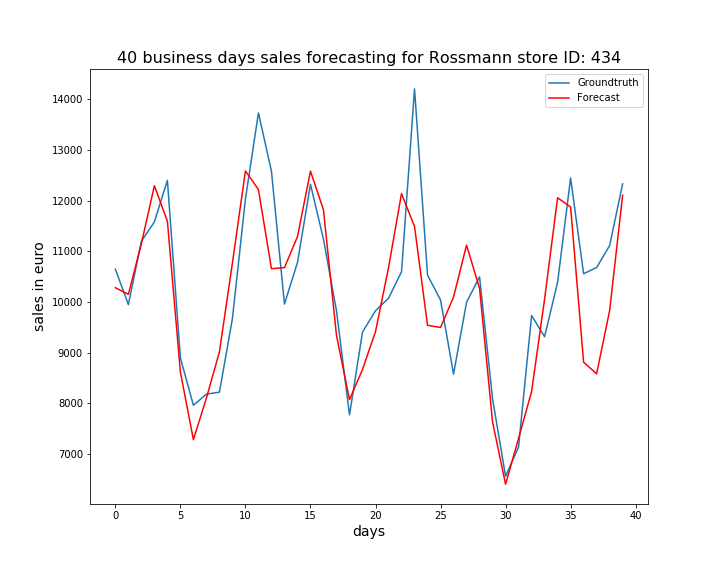 40 business days sales forecasting for Rossmann store ID: 434
Groundtruth
Forecast
14000
13000
12000
11000
10000
9000
8000
7000
sales in euro
0 5 10 15 20 25 30 35 40
days